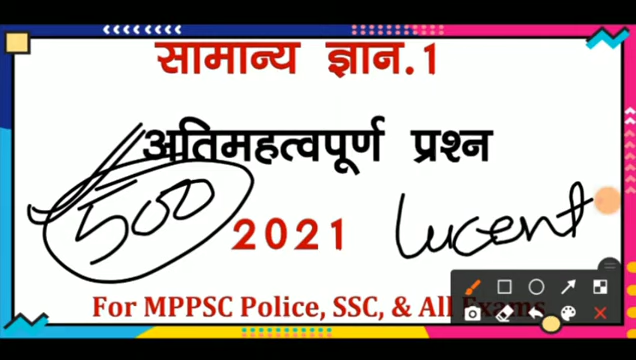 सामान्य ज्ञान.1
अतिमहत्वपूर्ण प्रश्न
500 2021 Lucent
For MPPSC Police, SSC, & All Exams